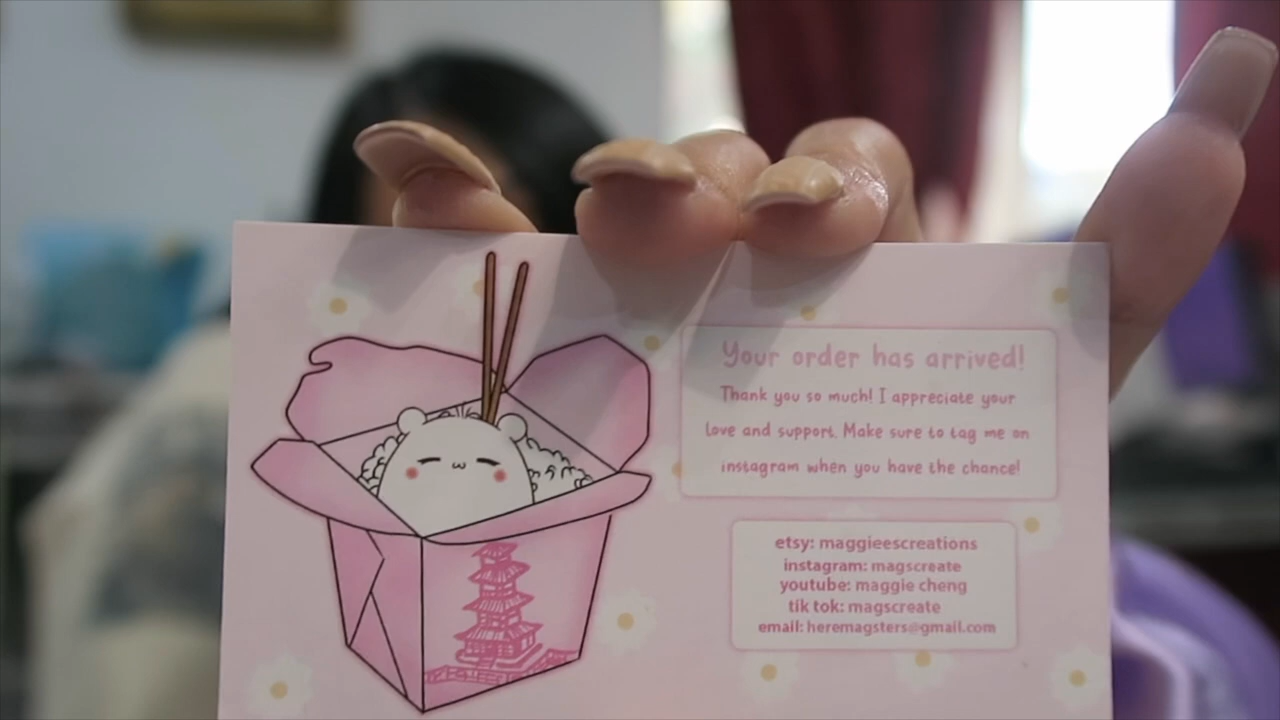 Your order has arrived!
Thank you so much! I appreciate your
love and support. Make sure to tag me on
instagram when you have the chance!
etsy: maggieescreations
instagram: magscreate
youtube: maggie cheng
tik tok: magscreate
email: heremagsters@gmail.com